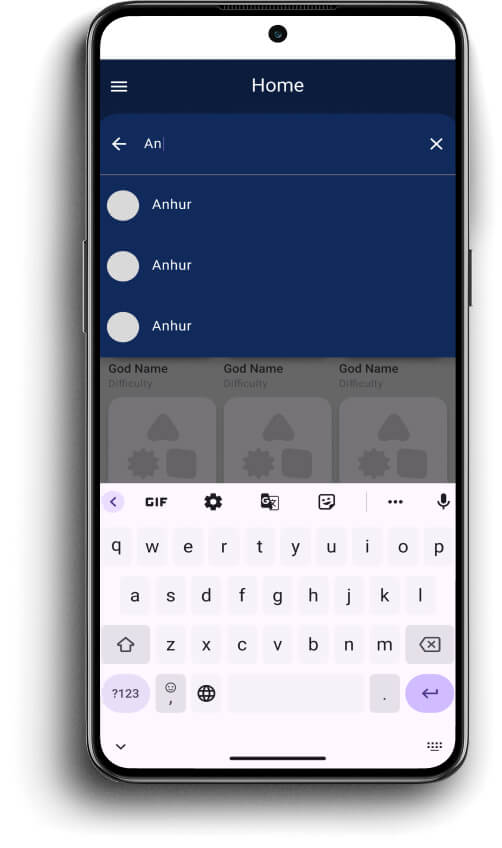 Home
An
Anhur
Anhur
Anhur
God Name God Name God Name
Difficulty Difficulty Difficulty
GIF
q w e r t y u i o p
a s d f g h j k l
z x c v b n m
?123 , .